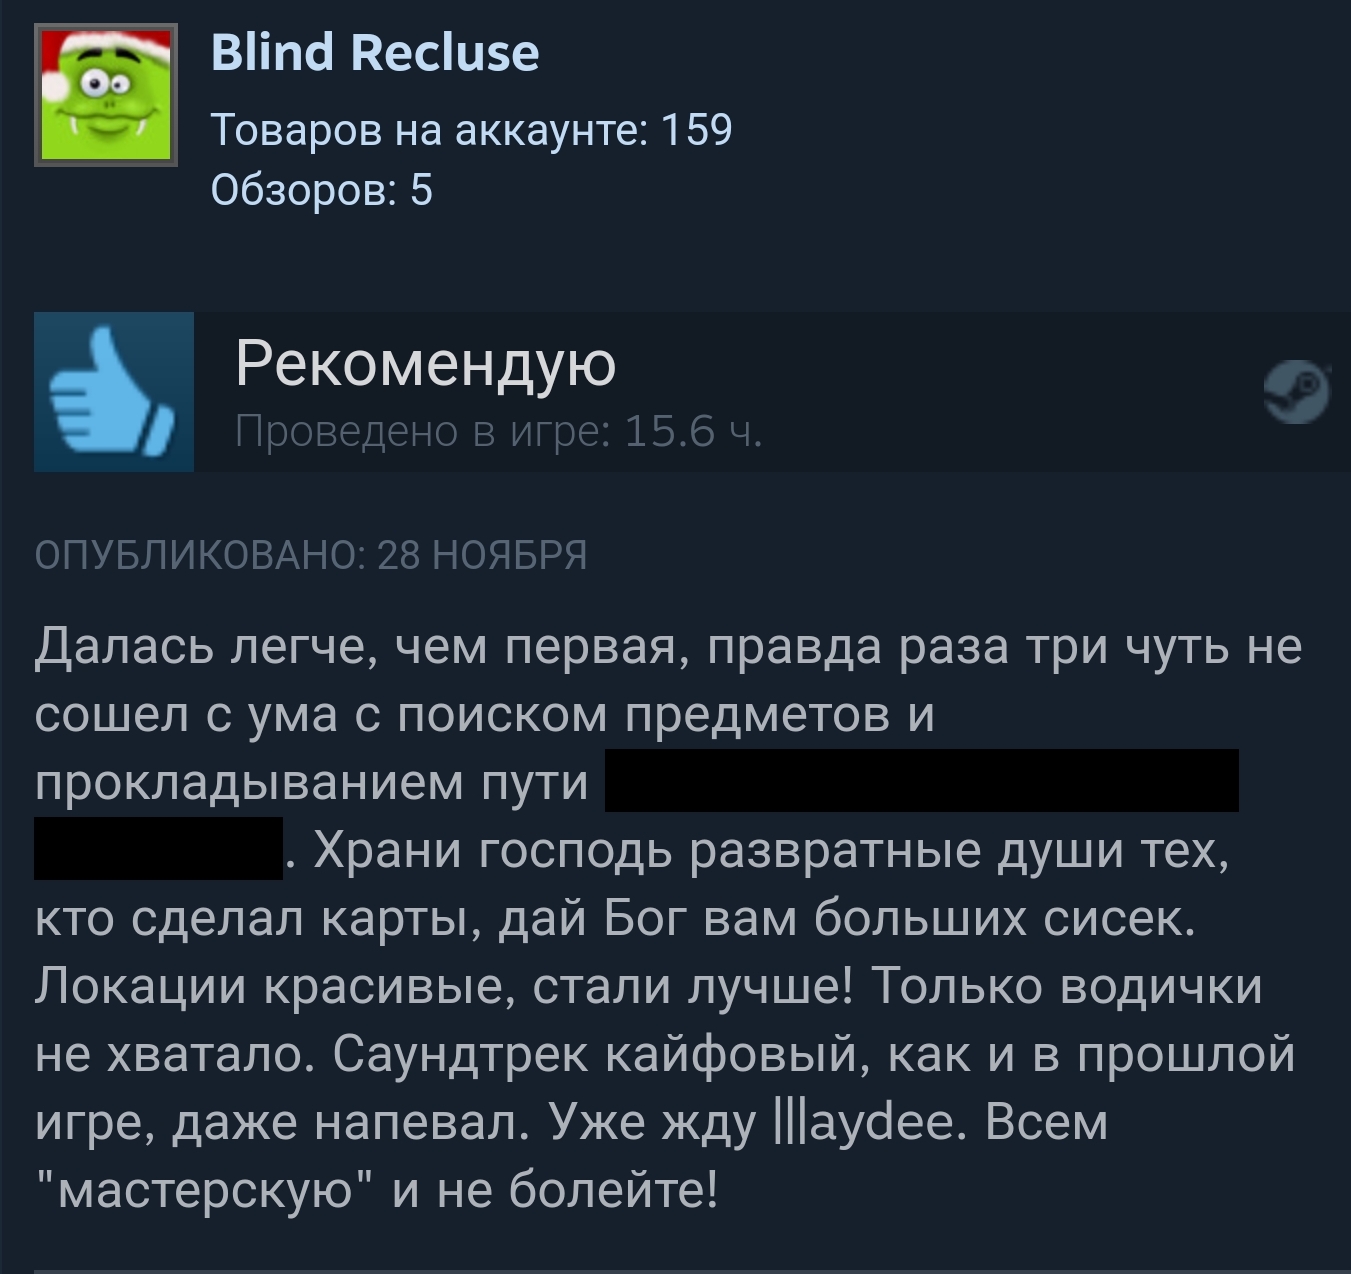 Blind Recluse
Товаров на аккаунте: 159
Обзоров: 5
Рекомендую
Проведено в игре: 15.6 ч.
ОПУБЛИКОВАНО: 28 НОЯБРЯ
Далась легче, чем первая, правда раза три чуть не
сошел с ума с поиском предметов и
прокладыванием пути
. Храни господь развратные души тех,
кто сделал карты, дай Бог вам больших сисек.
Локации красивые, стали лучше! Только водички
не хватало. Саундтрек кайфовый, как и в прошлой
игре, даже напевал. Уже жду |||aydee. Всем
"мастерскую" и не болейте!